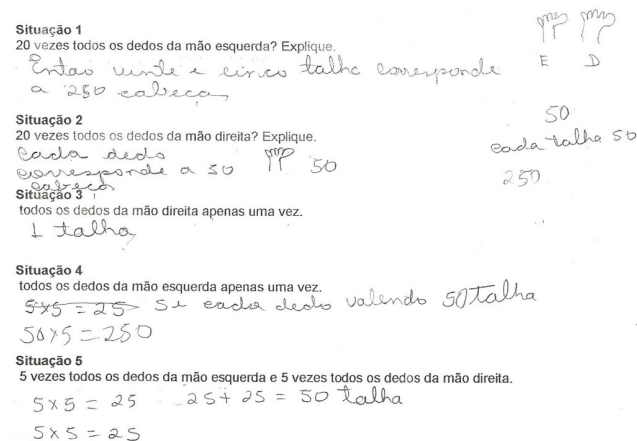 Situação 1
20 vezes todos os dedos da mão esquerda? Explique.
Entao vinte e cinco talha corresponde
a 250 cabeca
E D
Situação 2
20 vezes todos os dedos da mão direita? Explique.
cada dedo
corresponde a 50
cabeca
50
50
cada talha 50
250
Situação 3
todos os dedos da mão direita apenas uma vez.
1 talha
Situação 4
todos os dedos da mão esquerda apenas uma vez.
5x5 = 25 Si cada dedo valendo 50 talha
50x5 = 250
Situação 5
5 vezes todos os dedos da mão esquerda e 5 vezes todos os dedos da mão direita.
5x5 = 25 25+25 = 50 talha
5x5 = 25